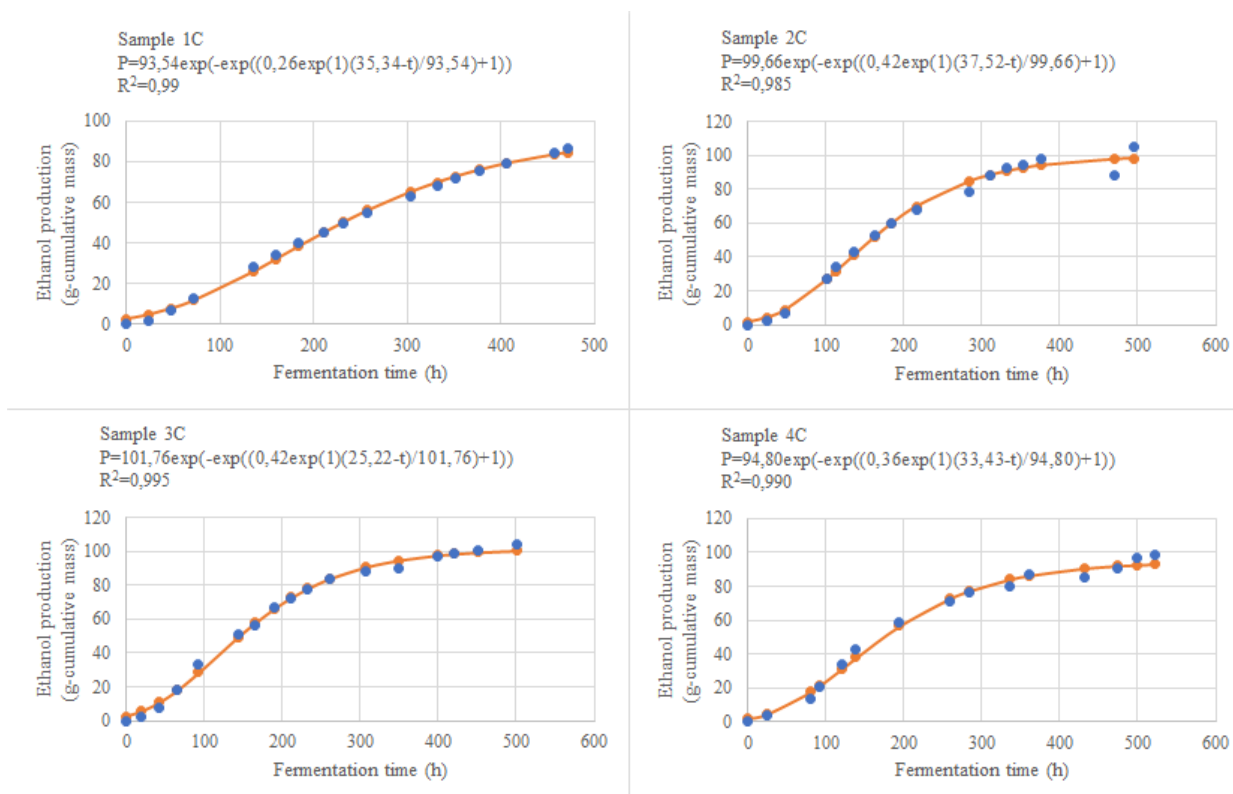 Sample 1C
P=93,54exp(-exp((0,26exp(1)(35,34-t)/93,54)+1))
R²=0,99
100
80
60
40
20
0
Ethanol production
(g-cumulative mass)
0 100 200 300 400 500
Fermentation time (h)
Sample 2C
P=99,66exp(-exp((0,42exp(1)(37,52-t)/99,66)+1))
R²=0,985
120
100
80
60
40
20
0
Ethanol production
(g-cumulative mass)
0 100 200 300 400 500 600
Fermentation time (h)
Sample 3C
P=101,76exp(-exp((0,42exp(1)(25,22-t)/101,76)+1))
R²=0,995
120
100
80
60
40
20
0
Ethanol production
(g-cumulative mass)
0 100 200 300 400 500 600
Fermentation time (h)
Sample 4C
P=94,80exp(-exp((0,36exp(1)(33,43-t)/94,80)+1))
R²=0,990
120
100
80
60
40
20
0
Ethanol production
(g-cumulative mass)
0 100 200 300 400 500 600
Fermentation time (h)